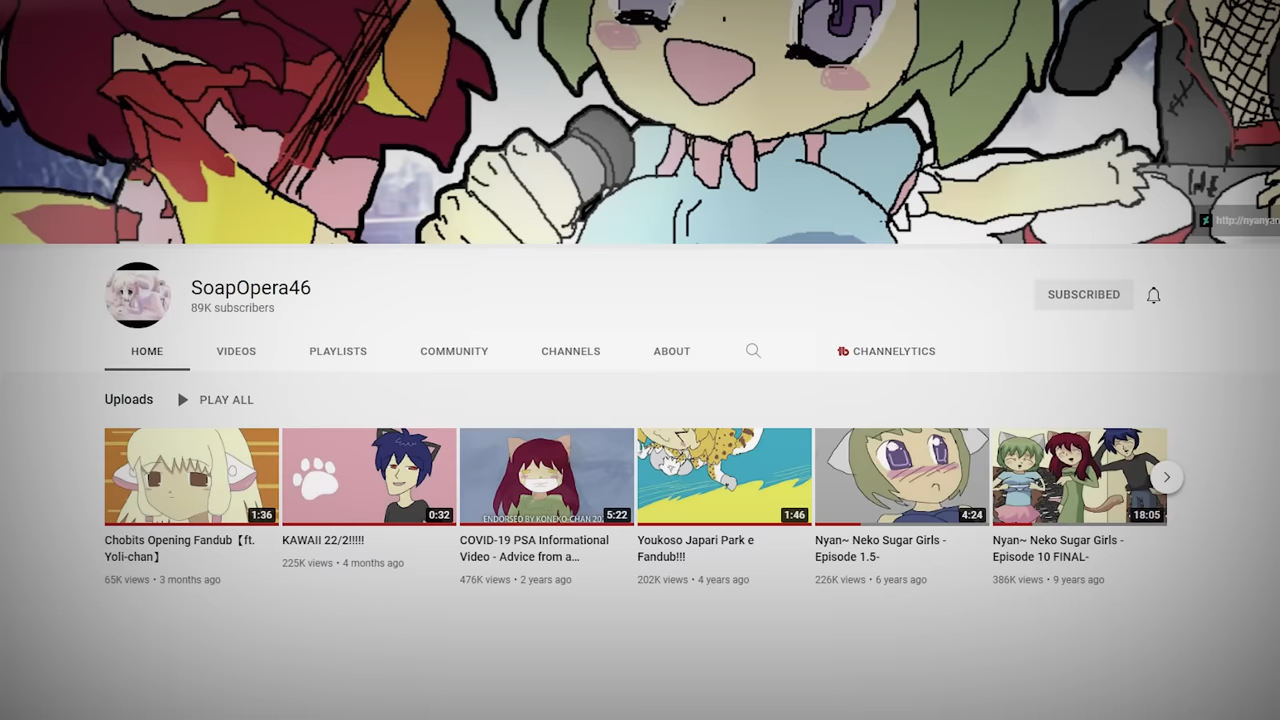 http://nyanyan
SoapOpera46
89K subscribers
SUBSCRIBED
HOME
VIDEOS
PLAYLISTS
COMMUNITY
CHANNELS
ABOUT
CHANNELYTICS
Uploads
PLAY ALL
1:36
0:32
ENDORSED BY KONEKO-CHAN 20
5:22
1:46
4:24
18:05
Chobits Opening Fandub【ft.
Yoli-chan】
65K views • 3 months ago
KAWAII 22/2!!!!!
225K views • 4 months ago
COVID-19 PSA Informational
Video - Advice from a...
476K views • 2 years ago
Youkoso Japari Park e
Fandub!!!
202K views • 4 years ago
Nyan~ Neko Sugar Girls -
Episode 1.5-
226K views • 6 years ago
Nyan~ Neko Sugar Girls -
Episode 10 FINAL-
386K views • 9 years ago